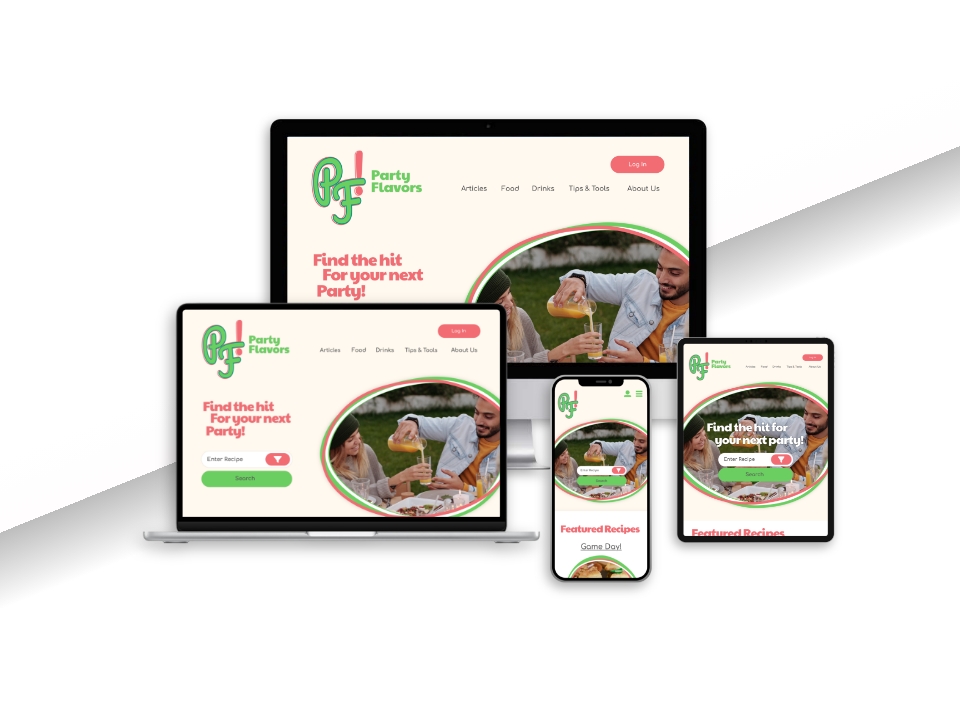 PF!
Party
Flavors
Log In
Articles Food Drinks Tips & Tools About Us
Find the hit
For your next
Party!
PF!
Party
Flavors
Log In
Articles Food Drinks Tips & Tools About Us
Find the hit
For your next
Party!
Enter Recipe
Search
PF!
Enter Recipe
Search
Featured Recipes
Game Day!
PF!
Party
Flavors
Articles Food Drinks Tips & Tools About Us
Find the hit for
your next party!
Enter Recipe
Search
Featured Recipes